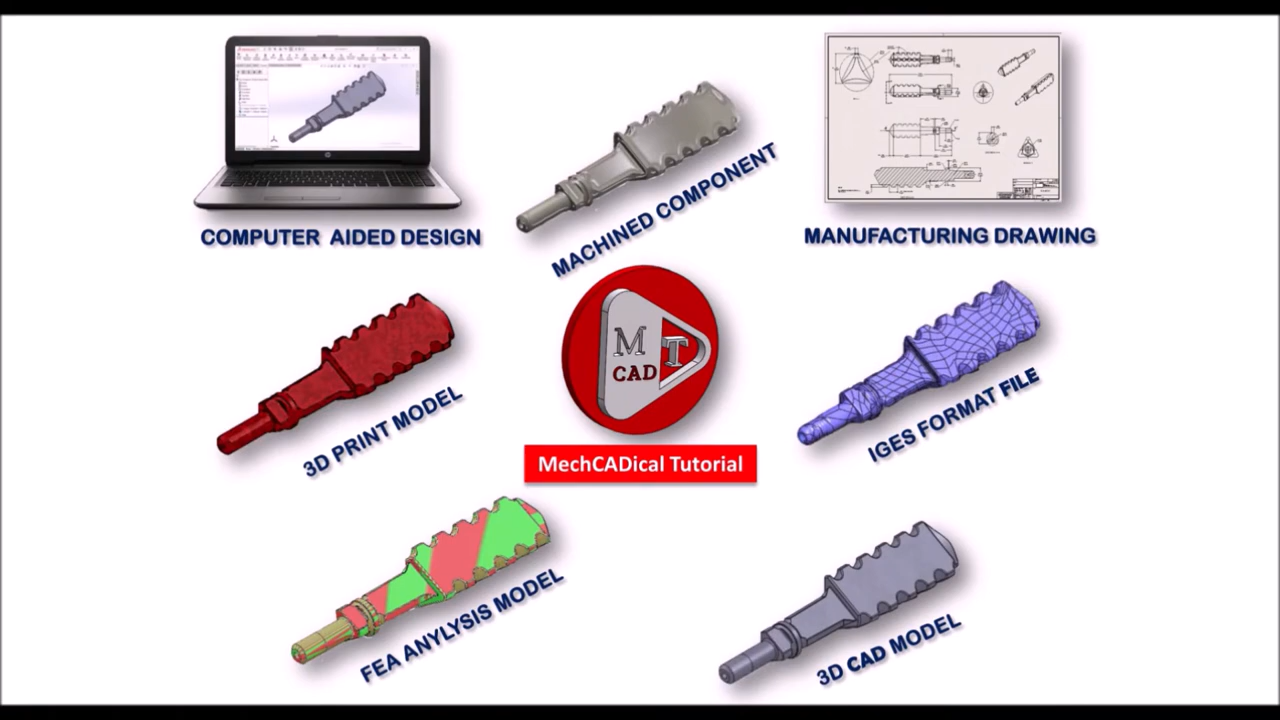 COMPUTER AIDED DESIGN
MACHINED COMPONENT
MANUFACTURING DRAWING
3D PRINT MODEL
M
T
CAD
MechCADical Tutorial
IGES FORMAT FILE
FEA ANYLYSIS MODEL
3D CAD MODEL